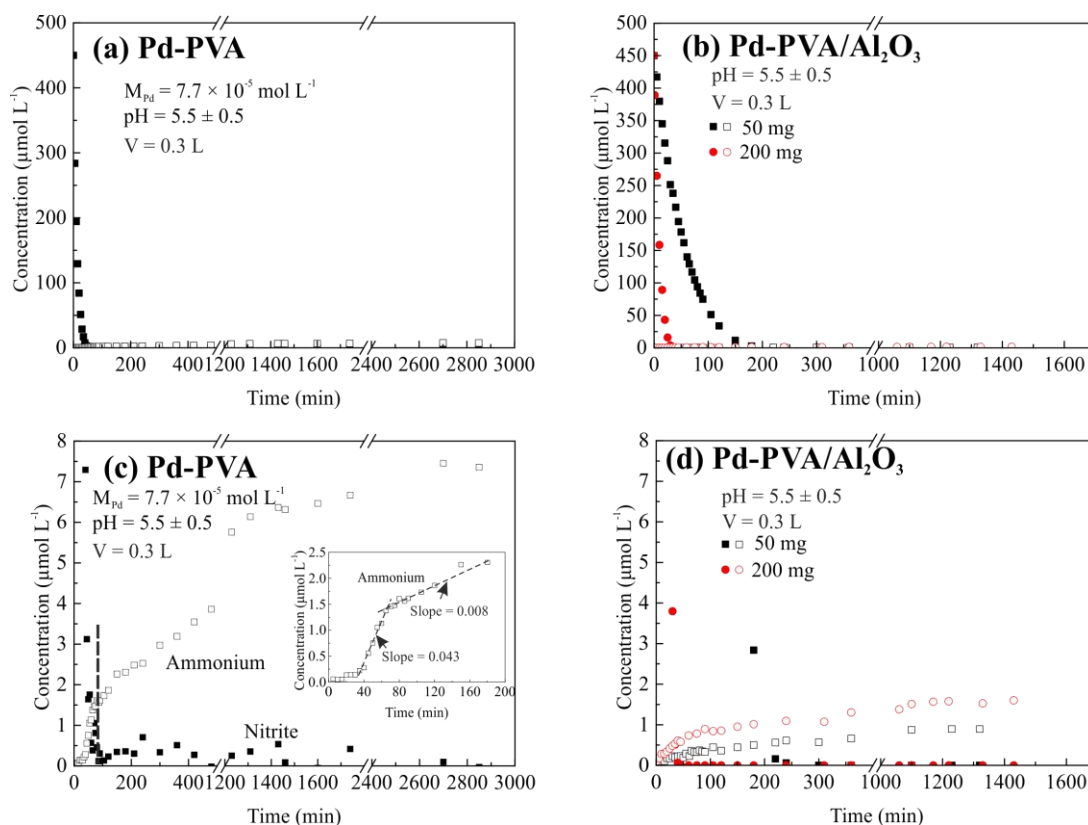 (a) Pd-PVA
M_Pd = 7.7 × 10⁻⁵ mol L⁻¹
pH = 5.5 ± 0.5
V = 0.3 L
Concentration (μmol L⁻¹)
500
450
400
350
300
250
200
150
100
50
0
0 200 400 1200 1600 2000 2400 2600 2800 3000
Time (min)
(b) Pd-PVA/Al₂O₃
pH = 5.5 ± 0.5
V = 0.3 L
50 mg
200 mg
Concentration (μmol L⁻¹)
500
450
400
350
300
250
200
150
100
50
0
0 100 200 300 1000 1200 1400 1600
Time (min)
(c) Pd-PVA
M_Pd = 7.7 × 10⁻⁵ mol L⁻¹
pH = 5.5 ± 0.5
V = 0.3 L
Concentration (μmol L⁻¹)
8
7
6
5
4
3
2
1
0
Ammonium
Nitrite
0 200 400 1200 1600 2000 2400 2600 2800 3000
Time (min)
Concentration (μmol L⁻¹)
2.5
2.0
1.5
1.0
0.5
0.0
Ammonium
Slope = 0.008
Slope = 0.043
0 40 80 120 160 200
Time (min)
(d) Pd-PVA/Al₂O₃
pH = 5.5 ± 0.5
V = 0.3 L
50 mg
200 mg
Concentration (μmol L⁻¹)
8
7
6
5
4
3
2
1
0
0 100 200 300 1000 1200 1400 1600
Time (min)